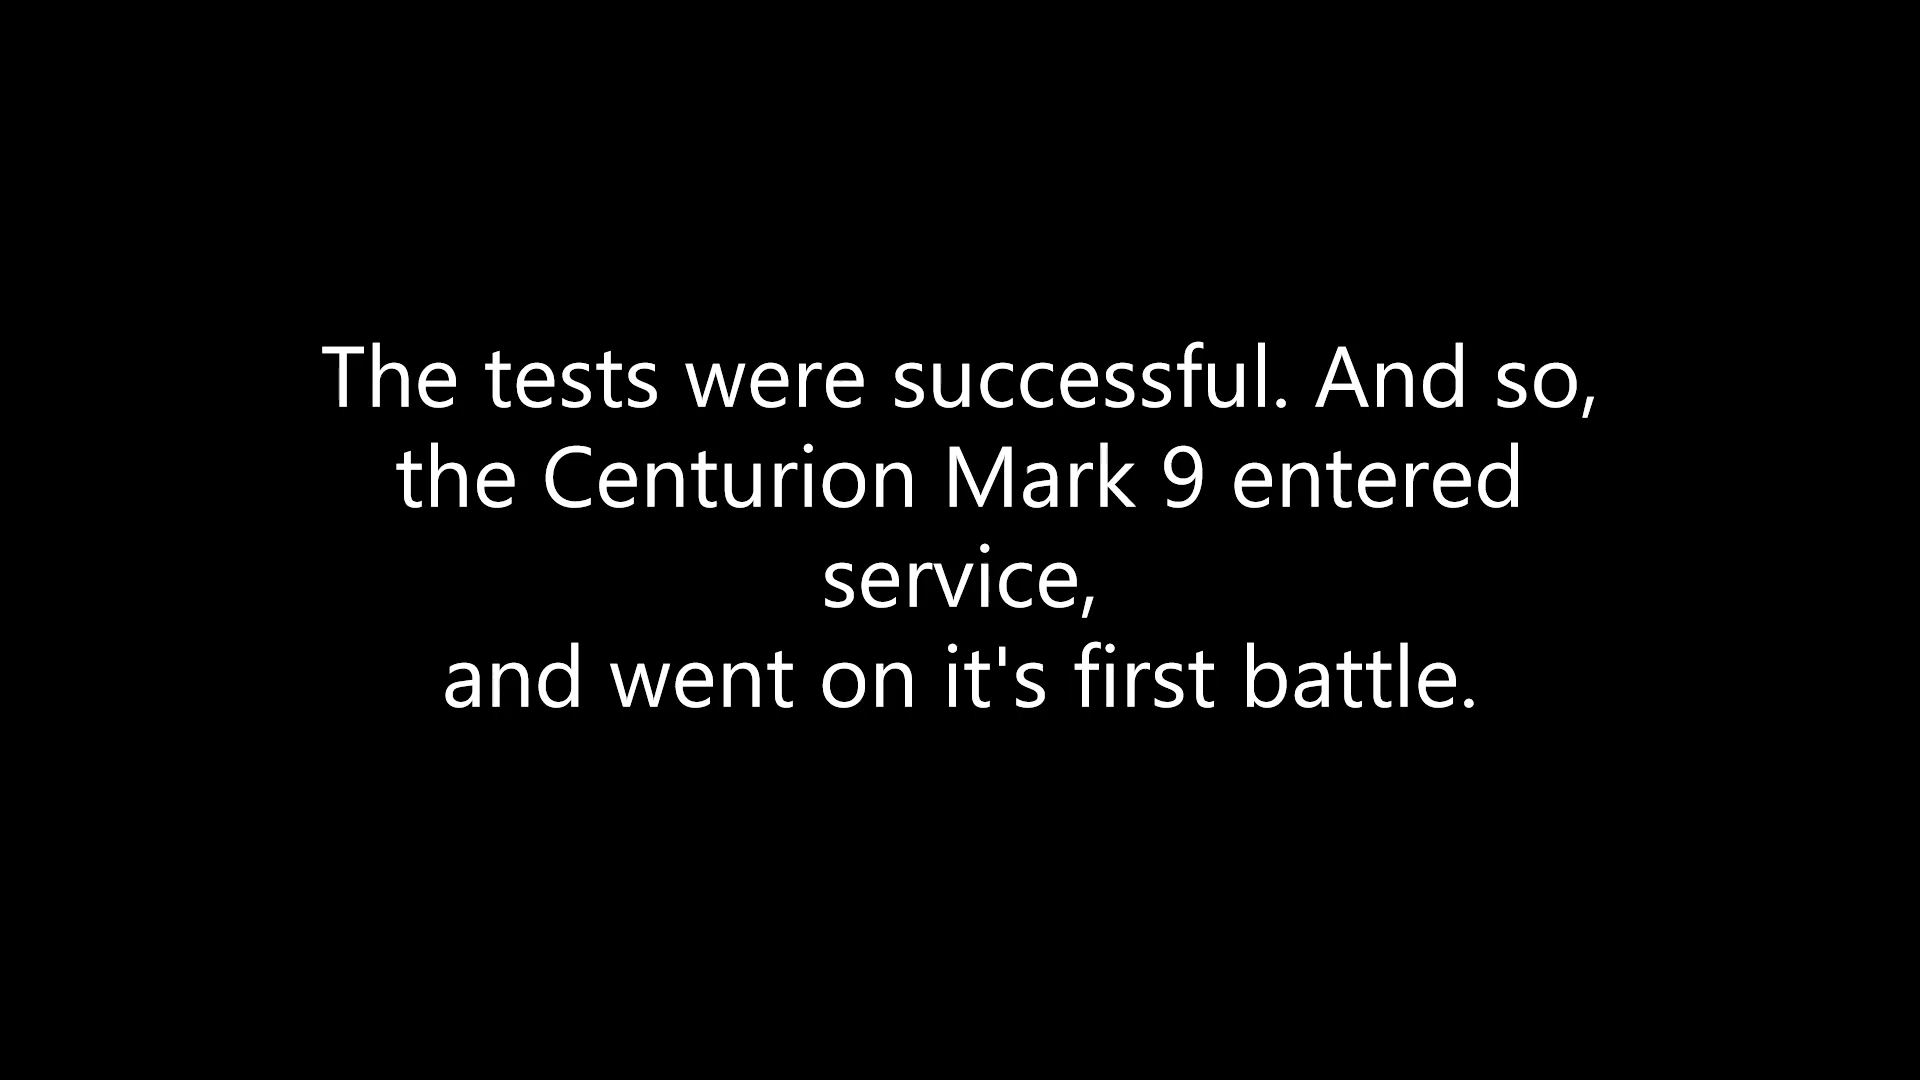 The tests were successful. And so,
the Centurion Mark 9 entered
service,
and went on it's first battle.